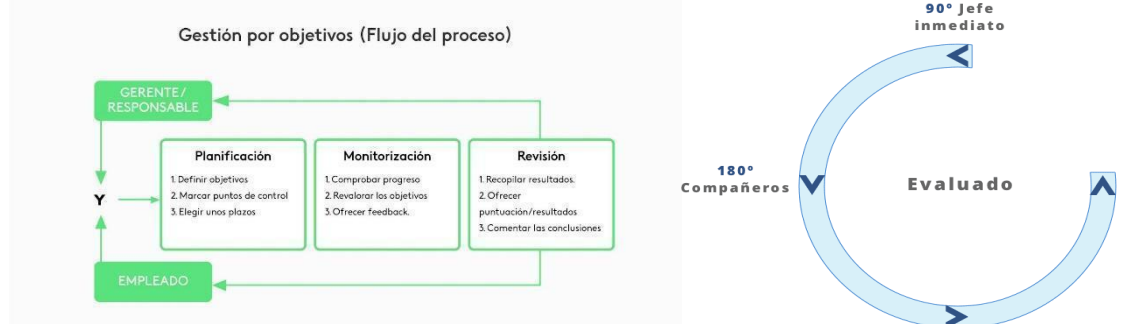 Gestión por objetivos (Flujo del proceso)
GERENTE/
RESPONSABLE
Y
EMPLEADO
Planificación
1. Definir objetivos
2. Marcar puntos de control
3. Elegir unos plazos
Monitorización
1. Comprobar progreso
2. Revalorar los objetivos
3. Ofrecer feedback.
Revisión
1. Recopilar resultados.
2. Ofrecer
puntuación/resultados
3. Comentar las conclusiones
90° Jefe
inmediato
180°
Compañeros
Evaluado